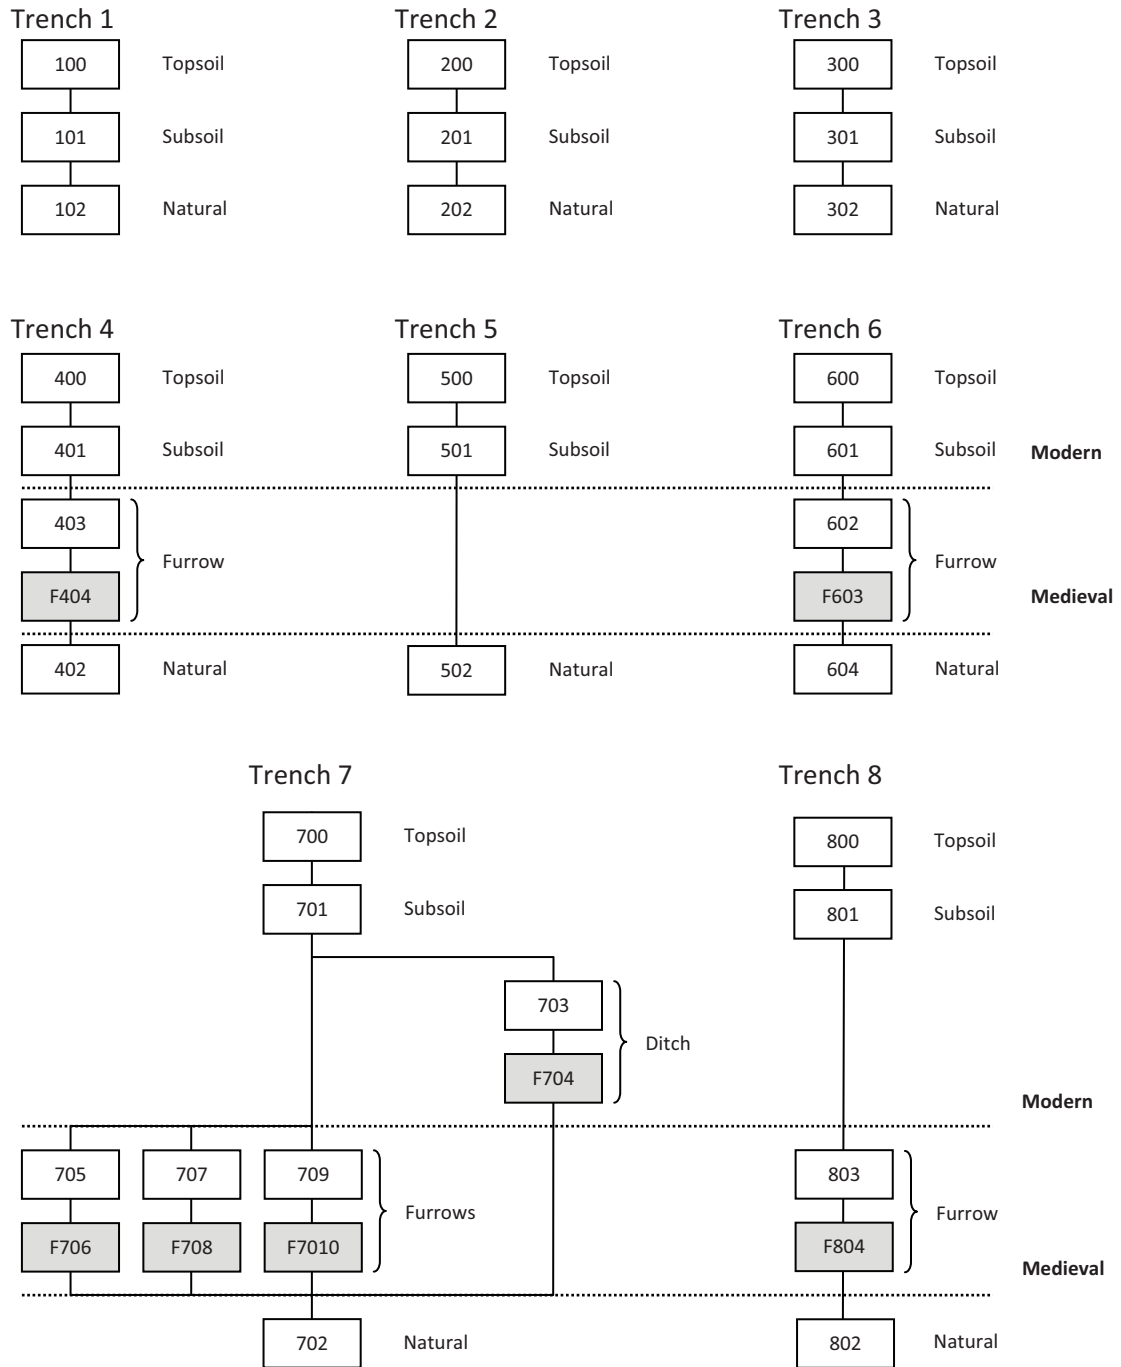 Trench 1 Trench 2 Trench 3
100 Topsoil 200 Topsoil 300 Topsoil
101 Subsoil 201 Subsoil 301 Subsoil
102 Natural 202 Natural 302 Natural
Trench 4 Trench 5 Trench 6
400 Topsoil 500 Topsoil 600 Topsoil
401 Subsoil 501 Subsoil 601 Subsoil Modern
403 602
Furrow Furrow
F404 F603 Medieval
402 Natural 502 Natural 604 Natural
Trench 7 Trench 8
700 Topsoil 800 Topsoil
701 Subsoil 801 Subsoil
703
Ditch
F704
Modern
705 707 709 803
Furrows Furrow
F706 F708 F7010 F804
Medieval
702 Natural 802 Natural